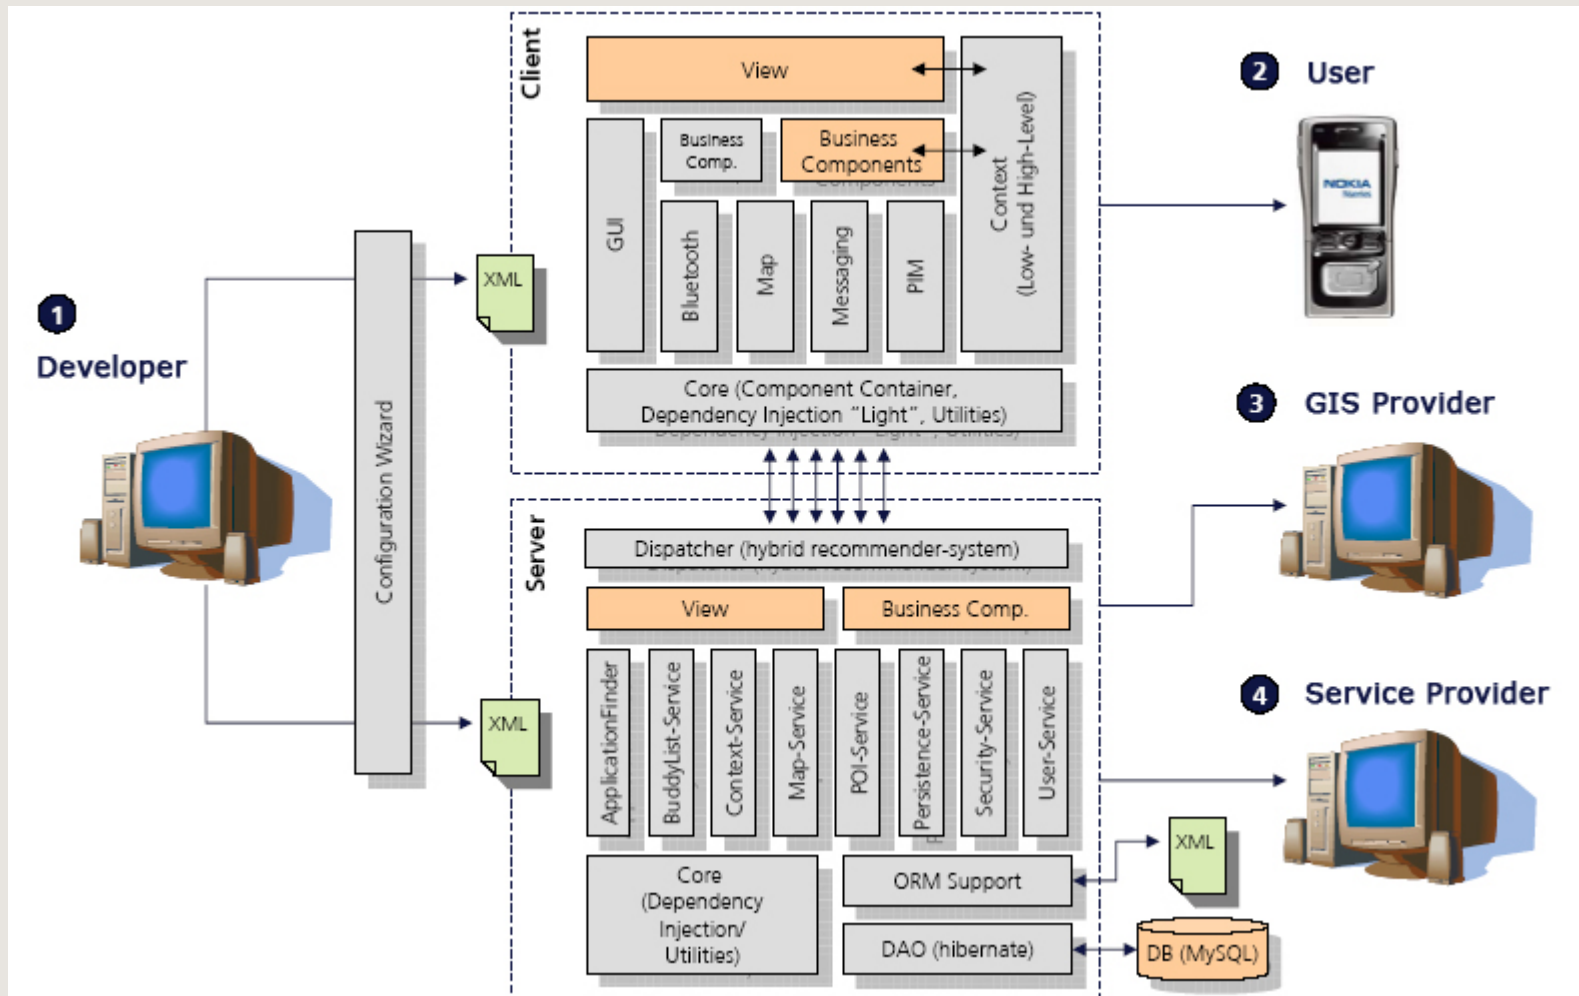 Client
View
Business
Comp.
Business
Components
GUI
Bluetooth
Map
Messaging
PIM
Context
(Low- und High-Level)
Core (Component Container,
Dependency Injection “Light”, Utilities)
XML
1
Developer
Configuration Wizard
XML
Server
Dispatcher (hybrid recommender-system)
View
Business Comp.
ApplicationFinder
BuddyList-Service
Context-Service
Map-Service
POI-Service
Persistence-Service
Security-Service
User-Service
Core
(Dependency
Injection/
Utilities)
ORM Support
DAO (hibernate)
XML
DB (MySQL)
2 User
NOKIA
Nseries
3 GIS Provider
4 Service Provider